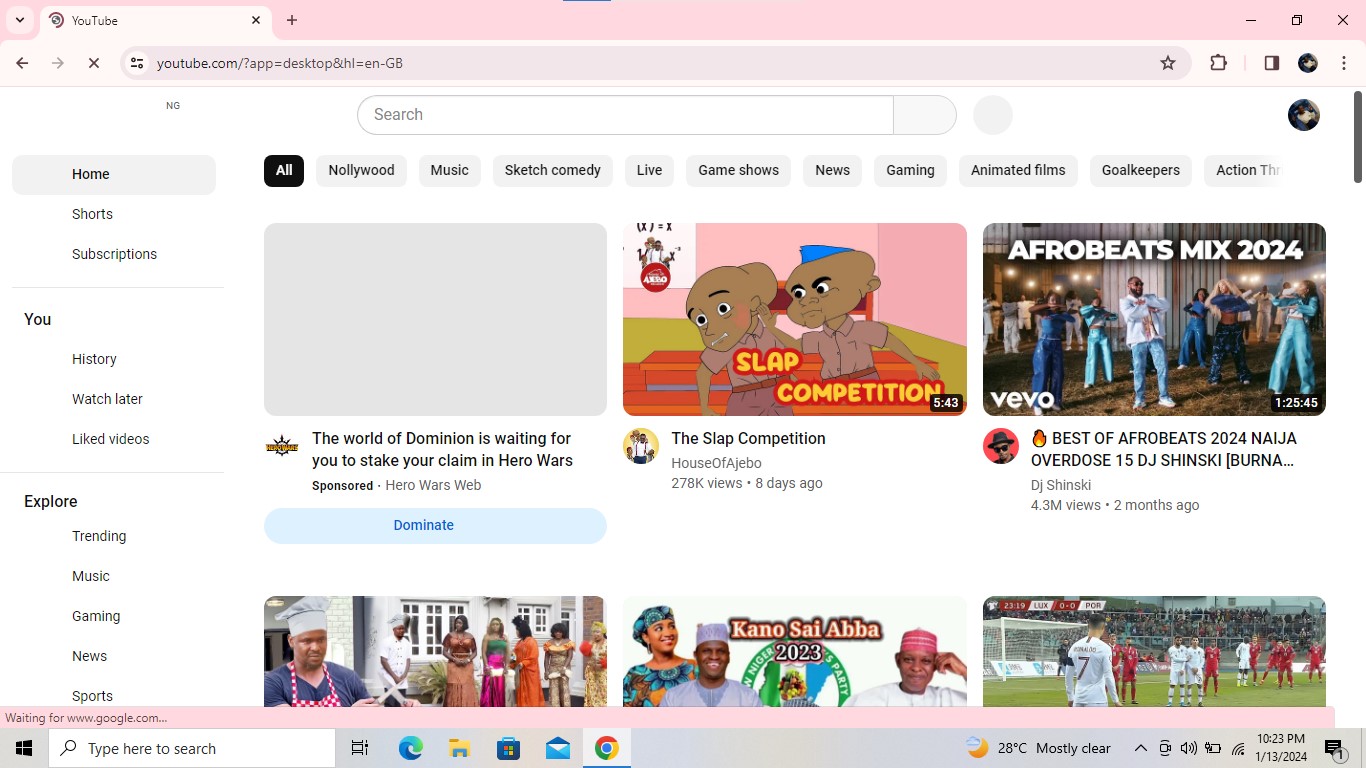 YouTube
youtube.com/?app=desktop&hl=en-GB
NG
Search
Home
Shorts
Subscriptions
You
History
Watch later
Liked videos
Explore
Trending
Music
Gaming
News
Sports
All
Nollywood
Music
Sketch comedy
Live
Game shows
News
Gaming
Animated films
Goalkeepers
Action Thr
HERO WARS
The world of Dominion is waiting for
you to stake your claim in Hero Wars
Sponsored · Hero Wars Web
Dominate
(X) = X
AJEBO
SLAP
COMPETITION
5:43
The Slap Competition
HouseOfAjebo
278K views • 8 days ago
AFROBEATS MIX 2024
vevo
1:25:45
🔥 BEST OF AFROBEATS 2024 NAIJA
OVERDOSE 15 DJ SHINSKI [BURNA…
Dj Shinski
4.3M views • 2 months ago
Kano Sai Abba
2023
23:19 LUX 0-0 POR
RONALDO
7
Waiting for www.google.com...
Type here to search
28°C Mostly clear
10:23 PM
1/13/2024
1